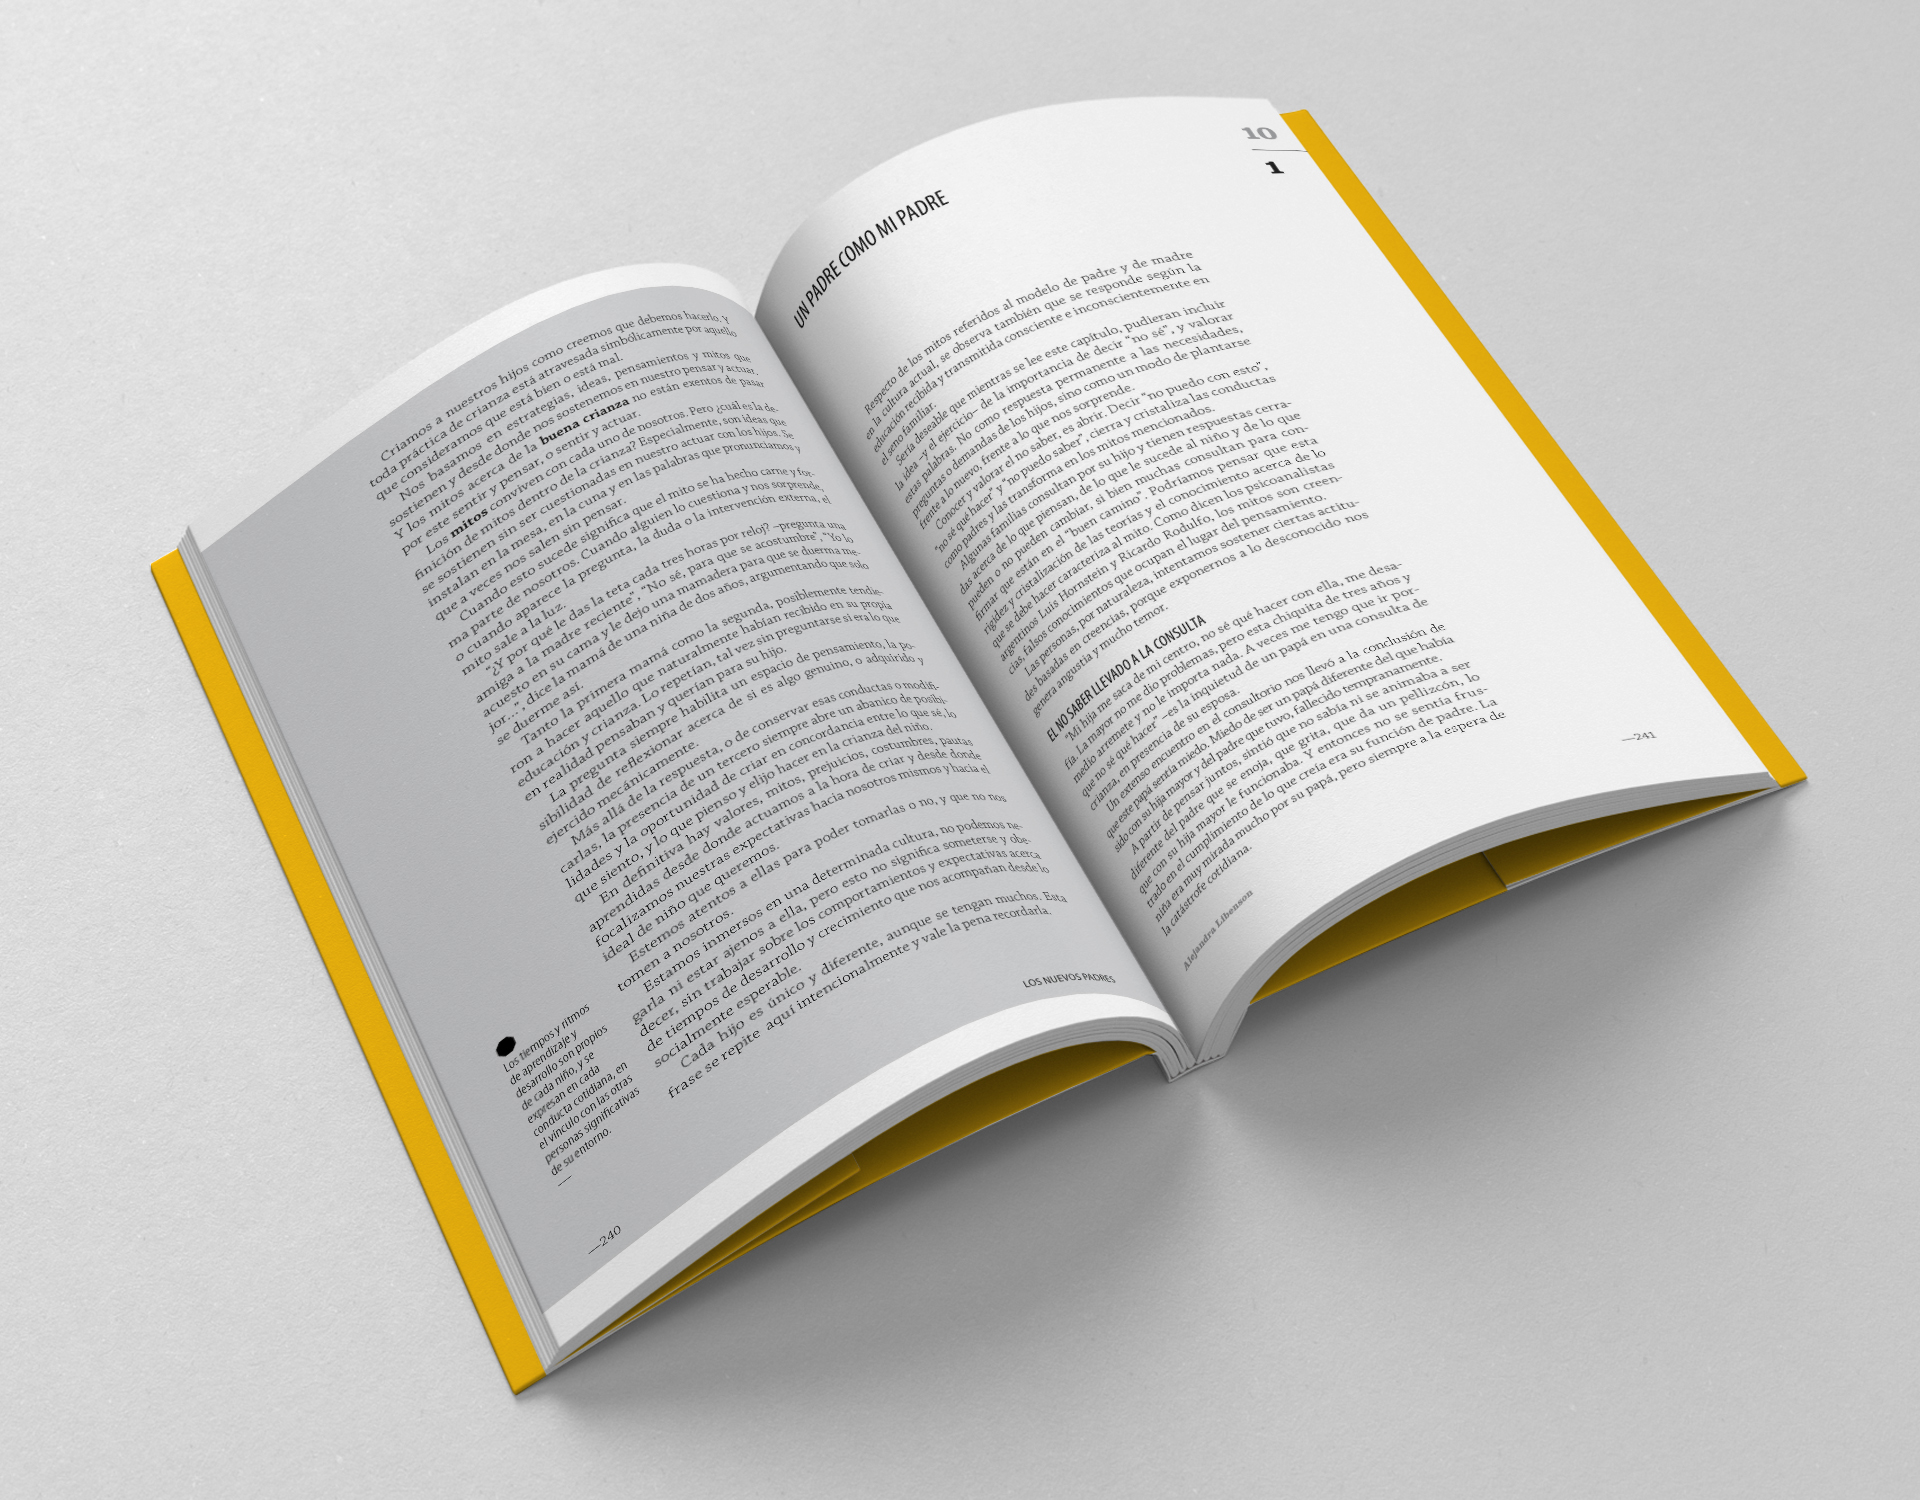 Criamos a nuestros hijos como creemos que debemos hacerlo. Y
toda práctica de crianza está atravesada simbólicamente por aquello
que consideramos que está bien o está mal.
Nos basamos en estrategias, ideas, pensamientos y mitos que
sostienen y desde donde nos sostenemos en nuestro pensar y actuar.
Y los mitos acerca de la buena crianza no están exentos de pasar
por este sentir y pensar, o sentir y actuar.
Los mitos conviven con cada uno de nosotros. Pero ¿cuál es la de-
finición de mitos dentro de la crianza? Especialmente, son ideas que
se sostienen sin ser cuestionadas en nuestro actuar con los hijos. Se
instalan en la mesa, en la cuna y en las palabras que pronunciamos y
que a veces nos salen sin pensar.
Cuando esto sucede significa que el mito se ha hecho carne y for-
ma parte de nosotros. Cuando alguien lo cuestiona y nos sorprende,
o cuando aparece la pregunta, la duda o la intervención externa, el
mito sale a la luz.
“¿Y por qué le das la teta cada tres horas por reloj? –pregunta una
amiga a la madre reciente”, “No sé, para que se acostumbre”, “Yo lo
acuesto en su cama y le dejo una mamadera para que se duerma me-
jor...”, dice la mamá de una niña de dos años, argumentando que solo
se duerme así.
Tanto la primera mamá como la segunda, posiblemente tendie-
ron a hacer aquello que naturalmente habían recibido en su propia
educación y crianza. Lo repetían, tal vez sin preguntarse si era lo que
en realidad pensaban y querían para su hijo.
La pregunta siempre habilita un espacio de pensamiento, la po-
sibilidad de reflexionar acerca de si es algo genuino, o adquirido y
ejercido mecánicamente.
Más allá de la respuesta, o de conservar esas conductas o modifi-
carlas, la presencia de un tercero siempre abre un abanico de posibi-
lidades y la oportunidad de criar en concordancia entre lo que sé, lo
que siento, y lo que pienso y elijo hacer en la crianza del niño.
En definitiva hay valores, mitos, prejuicios, costumbres, pautas
aprendidas desde donde actuamos a la hora de criar y desde donde
focalizamos nuestras expectativas hacia nosotros mismos y hacia el
ideal de niño que queremos.
Estemos atentos a ellas para poder tomarlas o no, y que no nos
tomen a nosotros.
Estamos inmersos en una determinada cultura, no podemos ne-
garla ni estar ajenos a ella, pero esto no significa someterse y obe-
decer, sin trabajar sobre los comportamientos y expectativas acerca
de tiempos de desarrollo y crecimiento que nos acompañan desde lo
socialmente esperable.
Cada hijo es único y diferente, aunque se tengan muchos. Esta
frase se repite aquí intencionalmente y vale la pena recordarla.
Los tiempos y ritmos
de aprendizaje y
desarrollo son propios
de cada niño, y se
expresan en cada
conducta cotidiana, en
el vínculo con las otras
personas significativas
de su entorno.
—
—240
LOS NUEVOS PADRES
10
1
UN PADRE COMO MI PADRE
Respecto de los mitos referidos al modelo de padre y de madre
en la cultura actual, se observa también que se responde según la
educación recibida y transmitida consciente e inconscientemente en
el seno familiar.
Sería deseable que mientras se lee este capítulo, pudieran incluir
la idea –y el ejercicio– de la importancia de decir “no sé”, y valorar
estas palabras. No como respuesta permanente a las necesidades,
preguntas o demandas de los hijos, sino como un modo de plantarse
frente a lo nuevo, frente a lo que nos sorprende.
Conocer y valorar el no saber, es abrir. Decir “no puedo con esto”,
“no sé qué hacer” y “no puedo saber”, cierra y cristaliza las conductas
como padres y las transforma en los mitos mencionados.
Algunas familias consultan por su hijo y tienen respuestas cerra-
das acerca de lo que piensan, de lo que le sucede al niño y de lo que
pueden o no pueden cambiar, si bien muchas consultan para con-
firmar que están en el “buen camino”. Podríamos pensar que esta
rigidez y cristalización de las teorías y el conocimiento acerca de lo
que se debe hacer caracteriza al mito. Como dicen los psicoanalistas
argentinos Luis Hornstein y Ricardo Rodulfo, los mitos son creen-
cias, falsos conocimientos que ocupan el lugar del pensamiento.
Las personas, por naturaleza, intentamos sostener ciertas actitu-
des basadas en creencias, porque exponernos a lo desconocido nos
genera angustia y mucho temor.
EL NO SABER LLEVADO A LA CONSULTA
“Mi hija me saca de mi centro, no sé qué hacer con ella, me desa-
fía. La mayor no me dio problemas, pero esta chiquita de tres años y
medio arremete y no le importa nada. A veces me tengo que ir por-
que no sé qué hacer” –es la inquietud de un papá en una consulta de
crianza, en presencia de su esposa.
Un extenso encuentro en el consultorio nos llevó a la conclusión de
que este papá sentía miedo. Miedo de ser un papá diferente del que había
sido con su hija mayor y del padre que tuvo, fallecido tempranamente.
A partir de pensar juntos, sintió que no sabía ni se animaba a ser
diferente del padre que se enoja, que grita, que da un pellizcón, lo
que con su hija mayor le funcionaba. Y entonces no se sentía frus-
trado en el cumplimiento de lo que creía era su función de padre. La
niña era muy mirada mucho por su papá, pero siempre a la espera de
la catástrofe cotidiana.
Alejandra Libenson
—241